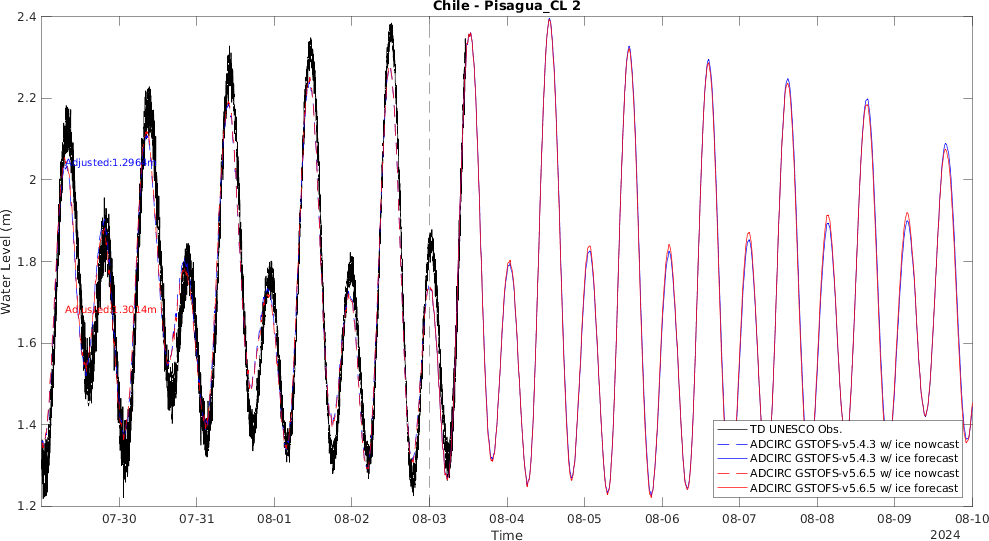 Chile - Pisagua_CL 2
2.4
2.2
2
1.8
1.6
1.4
1.2
Water Level (m)
Adjusted:1.296
Adjusted:1.3014m
TD UNESCO Obs.
ADCIRC GSTOFS-v5.4.3 w/ ice nowcast
ADCIRC GSTOFS-v5.4.3 w/ ice forecast
ADCIRC GSTOFS-v5.6.5 w/ ice nowcast
ADCIRC GSTOFS-v5.6.5 w/ ice forecast
07-30 07-31 08-01 08-02 08-03 08-04 08-05 08-06 08-07 08-08 08-09 08-10
Time
2024